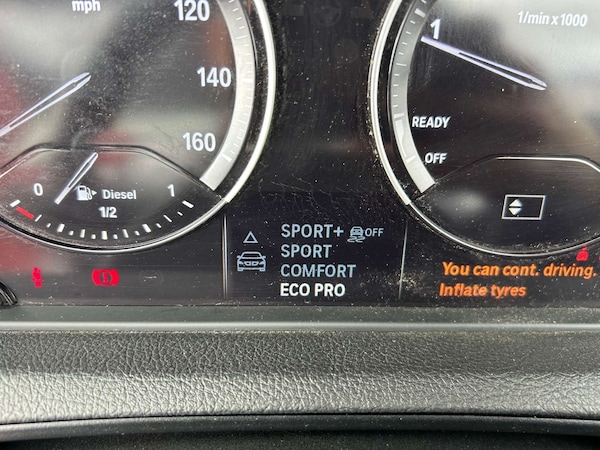 mph
120
140
160
0
Diesel
1
1/2
1/min x1000
1
READY
OFF
SPORT+ OFF
SPORT
COMFORT
ECO PRO
You can cont. driving.
Inflate tyres